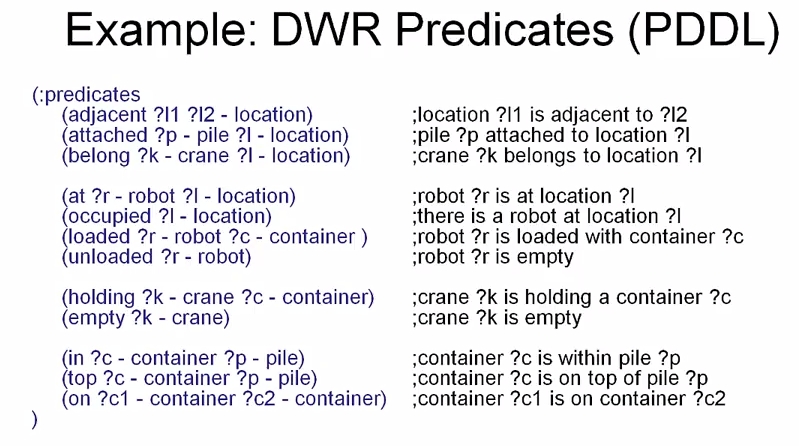 Example: DWR Predicates (PDDL)
(:predicates
(adjacent ?l1 ?l2 - location) ;location ?l1 is adjacent to ?l2
(attached ?p - pile ?l - location) ;pile ?p attached to location ?l
(belong ?k - crane ?l - location) ;crane ?k belongs to location ?l
(at ?r - robot ?l - location) ;robot ?r is at location ?l
(occupied ?l - location) ;there is a robot at location ?l
(loaded ?r - robot ?c - container ) ;robot ?r is loaded with container ?c
(unloaded ?r - robot) ;robot ?r is empty
(holding ?k - crane ?c - container) ;crane ?k is holding a container ?c
(empty ?k - crane) ;crane ?k is empty
(in ?c - container ?p - pile) ;container ?c is within pile ?p
(top ?c - container ?p - pile) ;container ?c is on top of pile ?p
(on ?c1 - container ?c2 - container) ;container ?c1 is on container ?c2
)